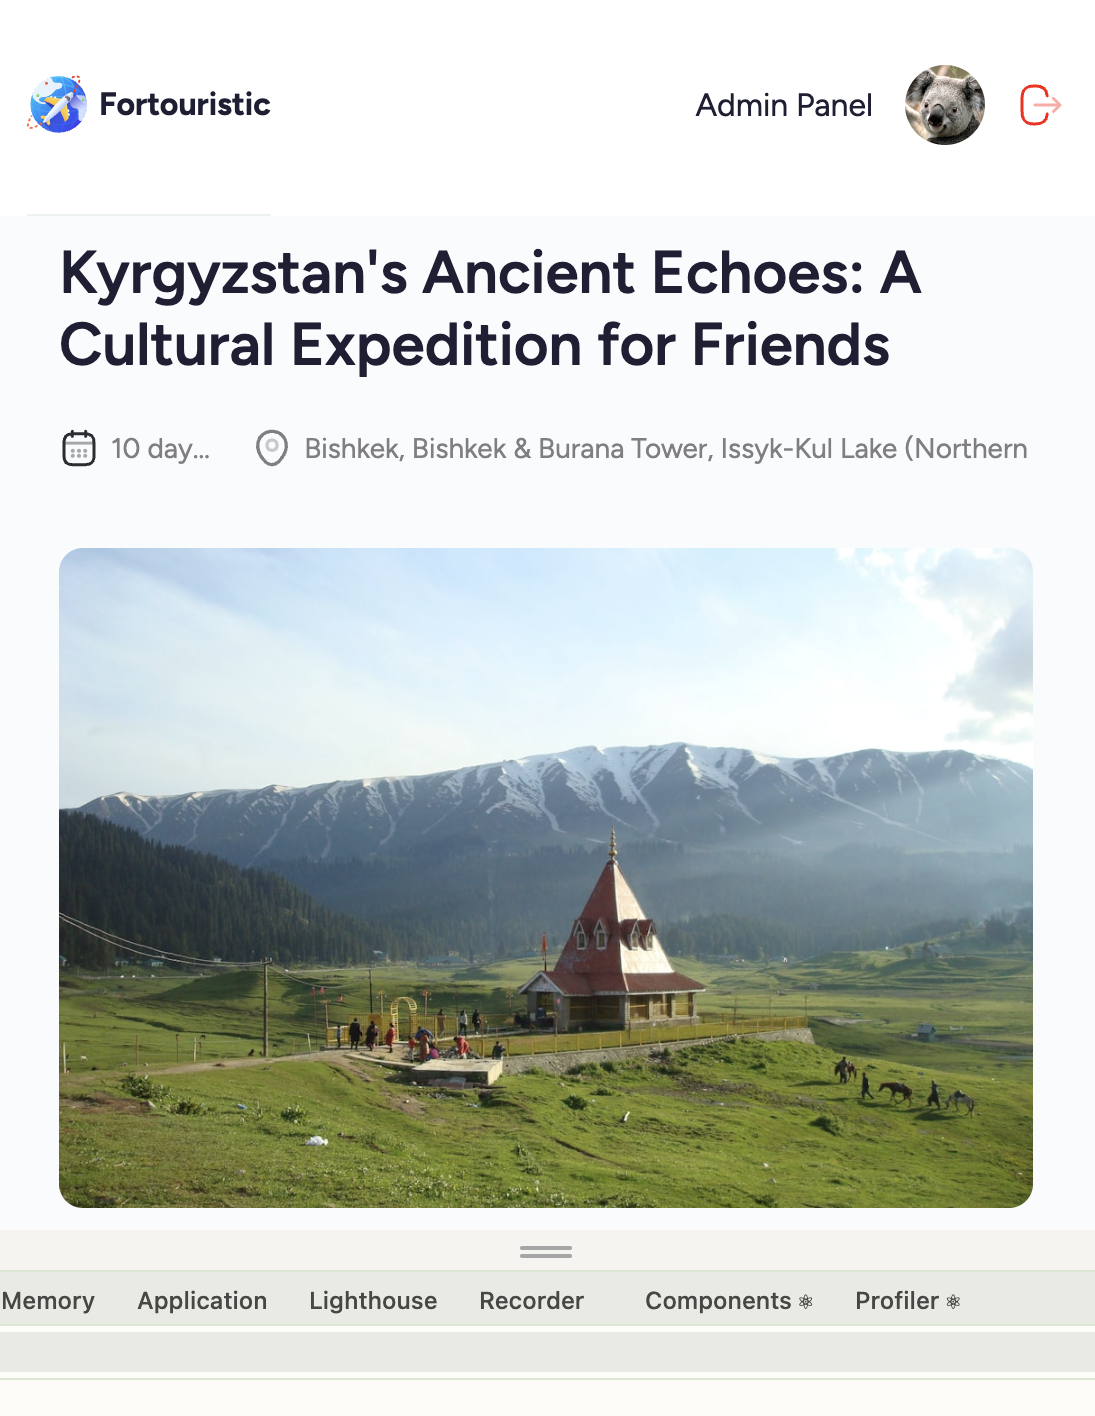 Fortouristic
Admin Panel
Kyrgyzstan's Ancient Echoes: A
Cultural Expedition for Friends
10 day...
Bishkek, Bishkek & Burana Tower, Issyk-Kul Lake (Northern
Memory
Application
Lighthouse
Recorder
Components ⚛
Profiler ⚛